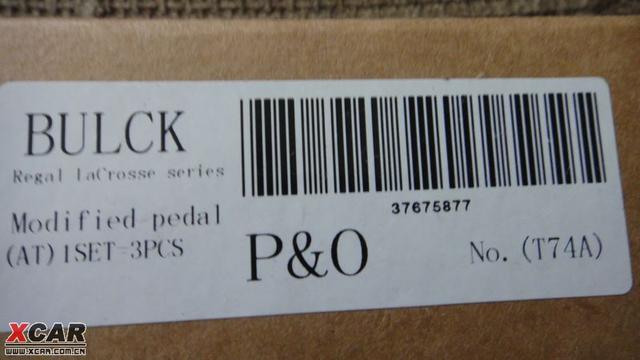 BULCK
Regal LaCrosse series
Modified pedal
(AT)1SET=3PCS
37675877
P&O
No. (T74A)
XCAR
WWW.XCAR.COM.CN